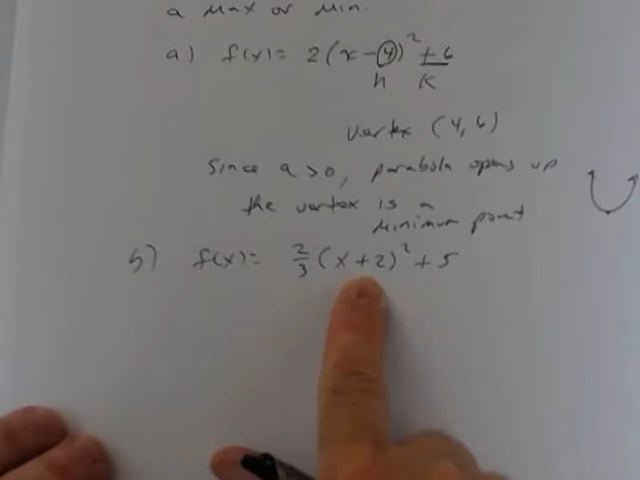 a Max or Min.
a) f(x) = 2(x-4)² + 6
h k
vertex (4, 6)
Since a >0, parabola opens up
the vertex is a
minimum point
b) f(x) = 2/3 (x+2)² + 5